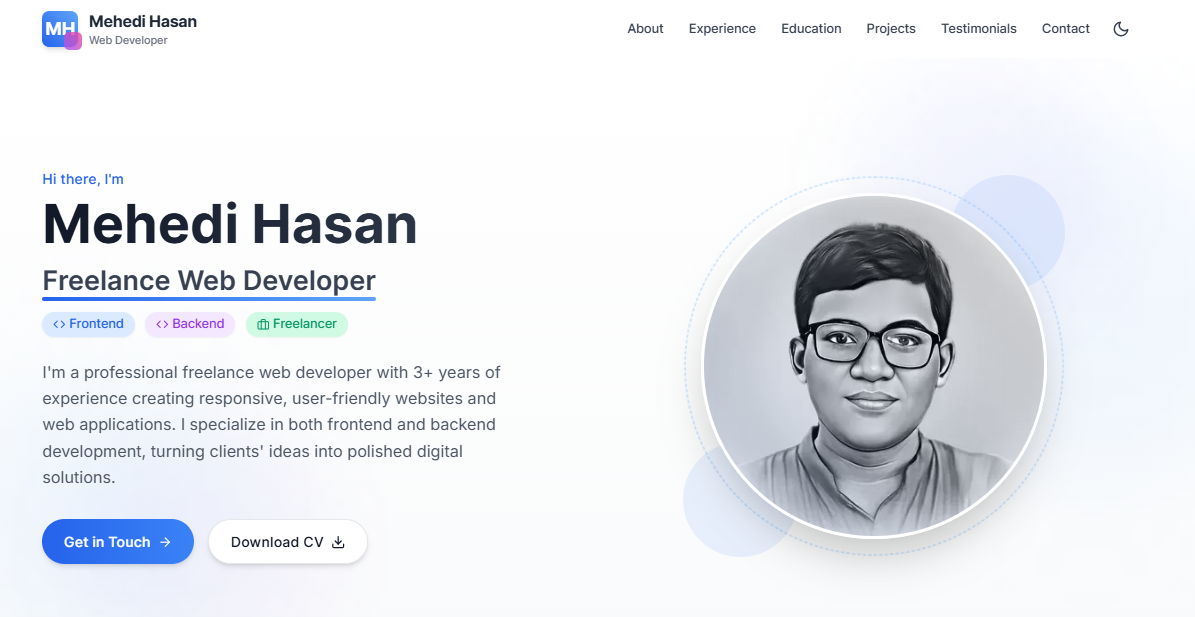 MH
Mehedi Hasan
Web Developer
About Experience Education Projects Testimonials Contact
Hi there, I'm
Mehedi Hasan
Freelance Web Developer
Frontend Backend Freelancer
I'm a professional freelance web developer with 3+ years of
experience creating responsive, user-friendly websites and
web applications. I specialize in both frontend and backend
development, turning clients' ideas into polished digital
solutions.
Get in Touch Download CV